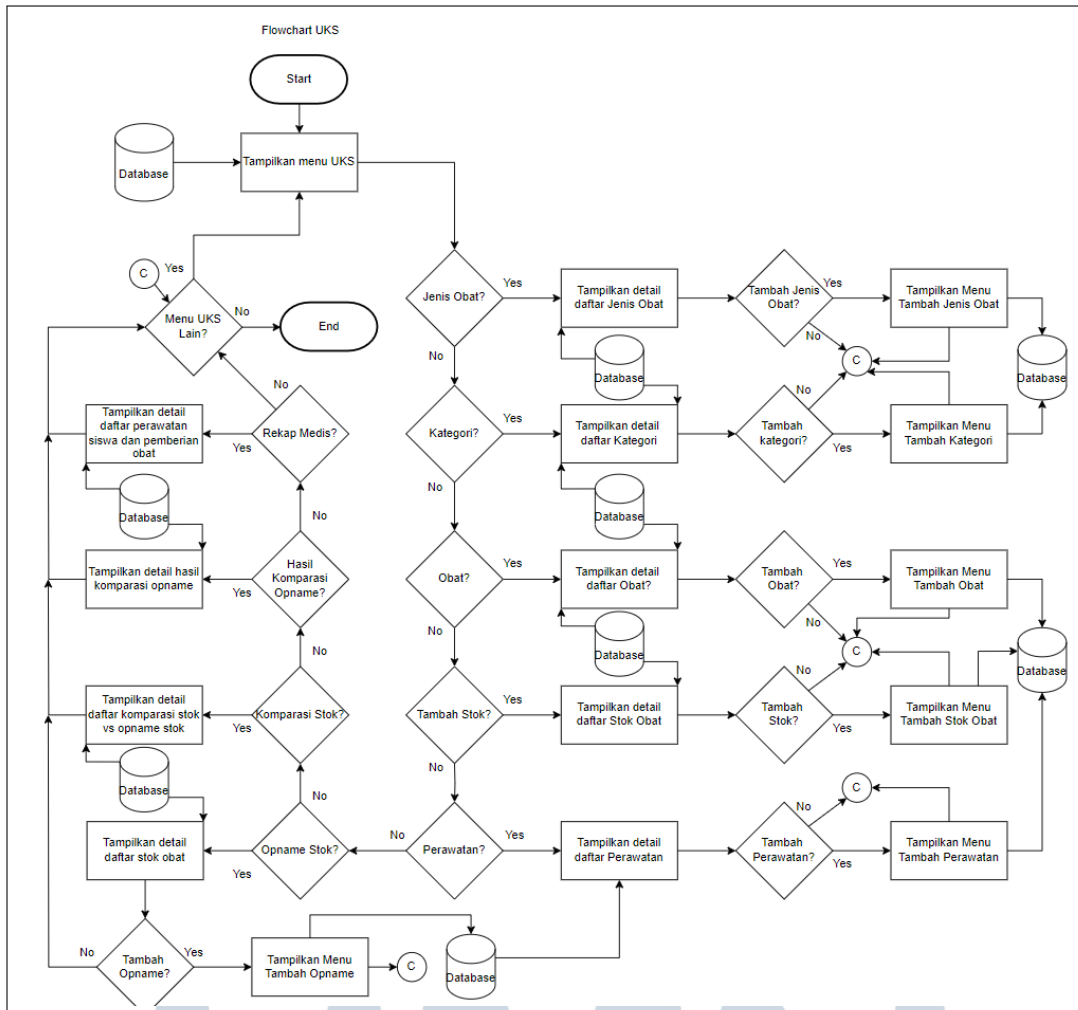 Flowchart UKS
Start
Database
Tampilkan menu UKS
C
Yes
Menu UKS
Lain?
No
End
Jenis Obat?
Yes
No
Tampilkan detail
daftar Jenis Obat
Tambah Jenis
Obat?
Yes
No
Tampilkan Menu
Tambah Jenis Obat
Database
C
Database
No
Tampilkan detail
daftar perawatan
siswa dan pemberian
obat
Yes
Rekap Medis?
No
Kategori?
Yes
No
Tampilkan detail
daftar Kategori
Tambah
kategori?
No
Yes
Tampilkan Menu
Tambah Kategori
Database
Database
Tampilkan detail hasil
komparasi opname
Yes
Hasil
Komparasi
Opname?
No
Obat?
Yes
No
Tampilkan detail
daftar Obat?
Tambah
Obat?
Yes
No
Tampilkan Menu
Tambah Obat
Database
C
Database
Tampilkan detail
daftar komparasi stok
vs opname stok
Yes
Komparasi Stok?
No
Tambah Stok?
Yes
No
Tampilkan detail
daftar Stok Obat
Tambah
Stok?
No
Yes
Tampilkan Menu
Tambah Stok Obat
Database
C
Tampilkan detail
daftar stok obat
Yes
Opname Stok?
No
No
Perawatan?
Yes
Tampilkan detail
daftar Perawatan
Tambah
Perawatan?
No
Yes
Tampilkan Menu
Tambah Perawatan
No
Tambah
Opname?
Yes
Tampilkan Menu
Tambah Opname
C
Database